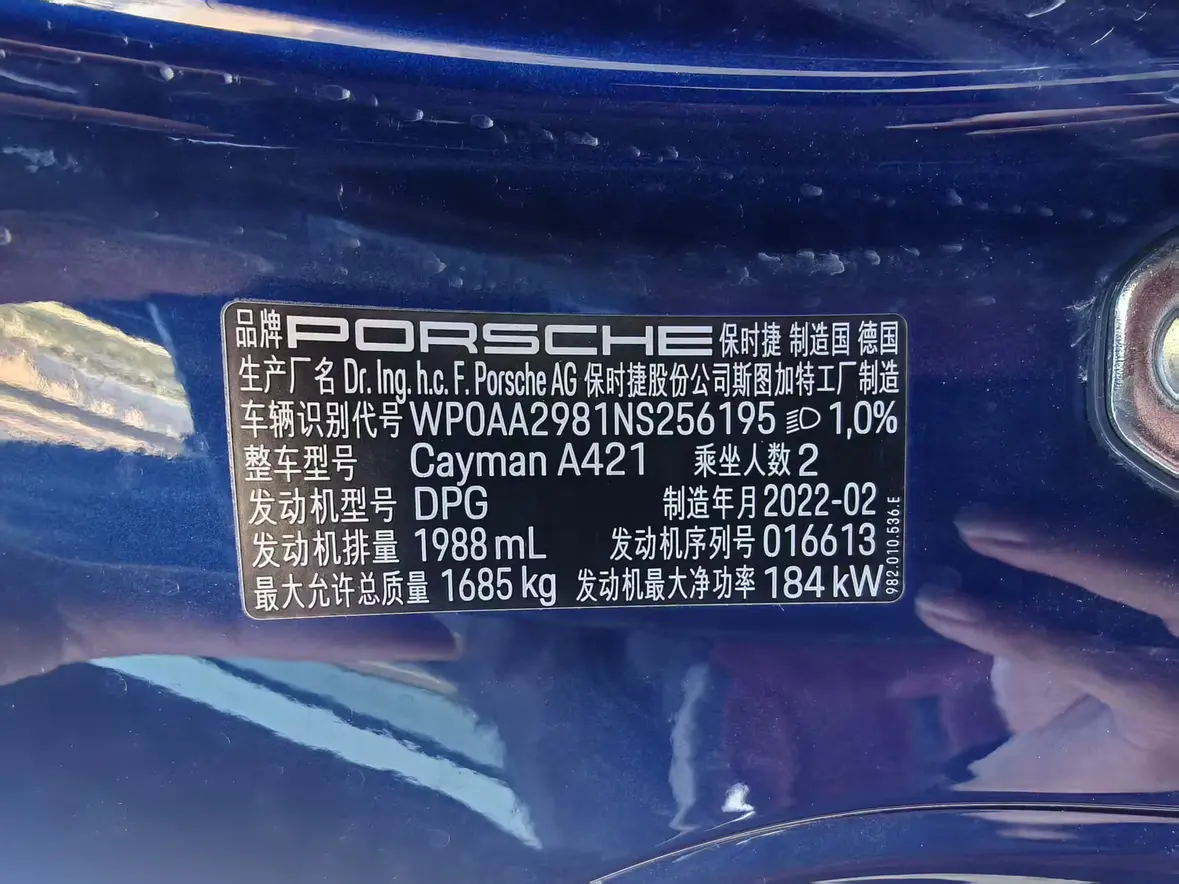 品牌 PORSCHE 保时捷 制造国 德国
生产厂名 Dr. Ing. h.c. F. Porsche AG 保时捷股份公司斯图加特工厂制造
车辆识别代号 WP0AA2981NS256195 1,0%
整车型号 Cayman A421 乘坐人数 2
发动机型号 DPG 制造年月 2022-02
发动机排量 1988 mL 发动机序列号 016613
最大允许总质量 1685 kg 发动机最大净功率 184 kW
982.010.536.E